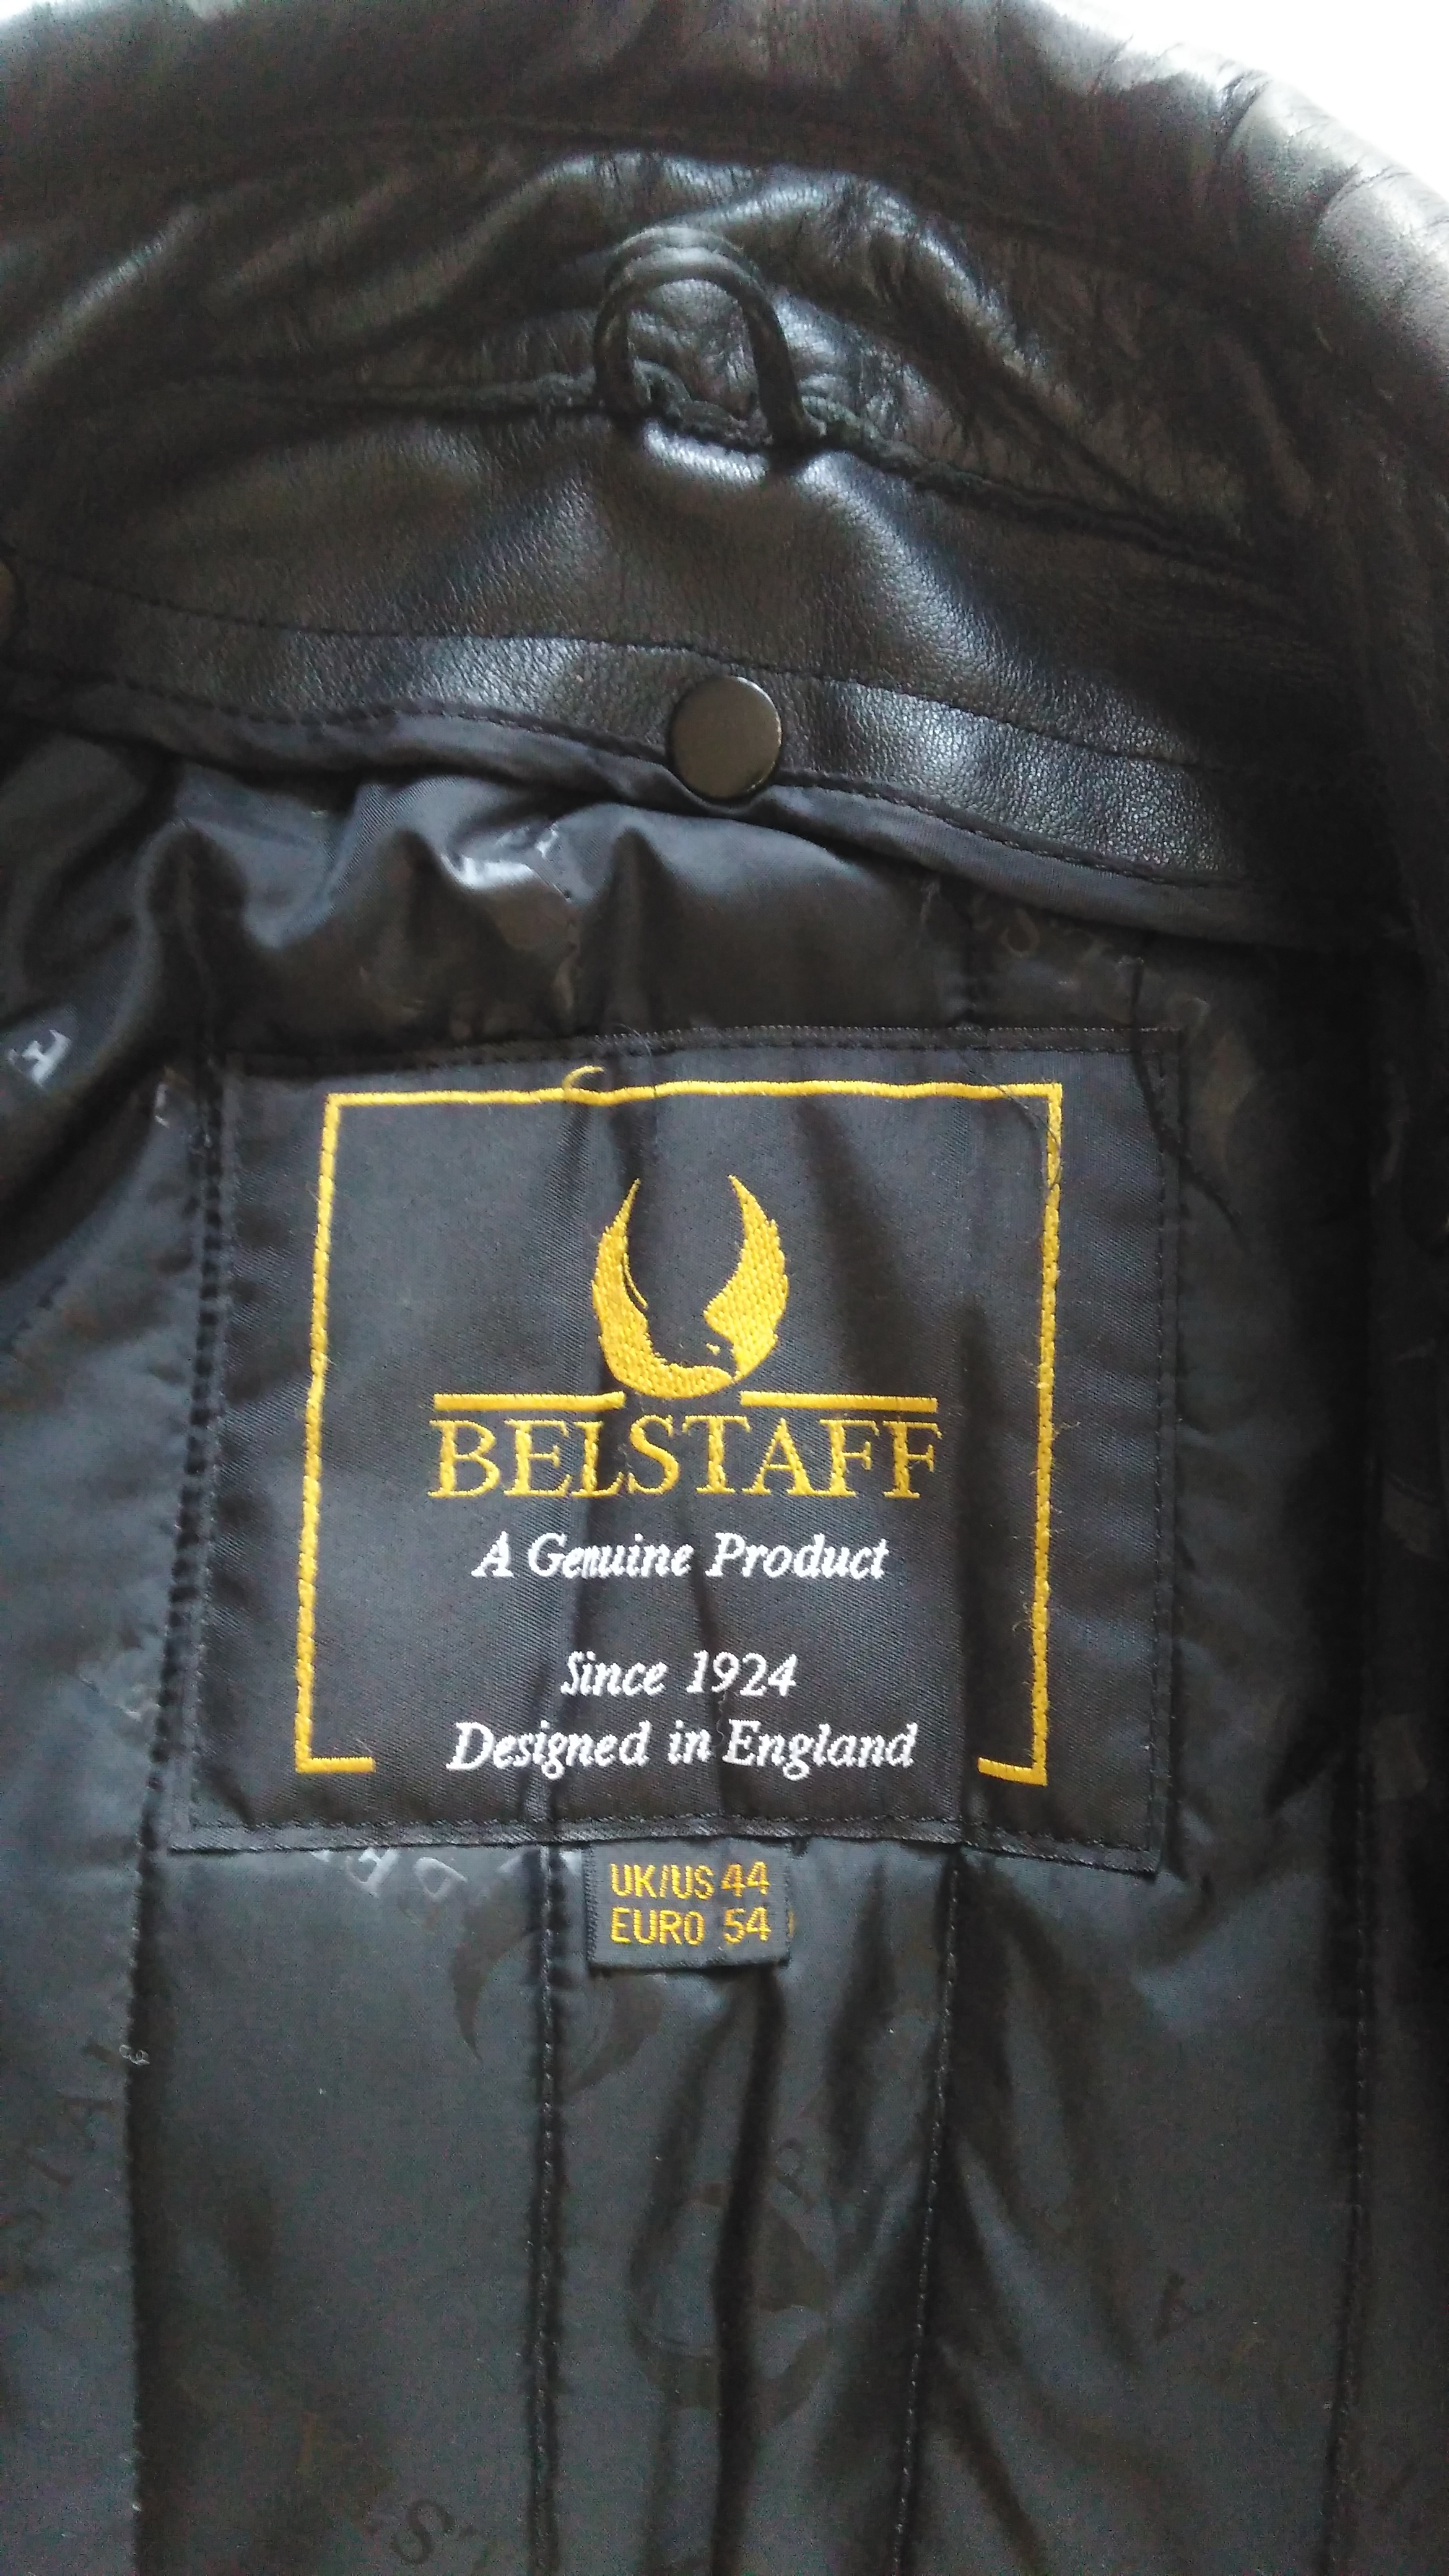 BELSTAFF
A Genuine Product
Since 1924
Designed in England
UK/US 44
EURO 54